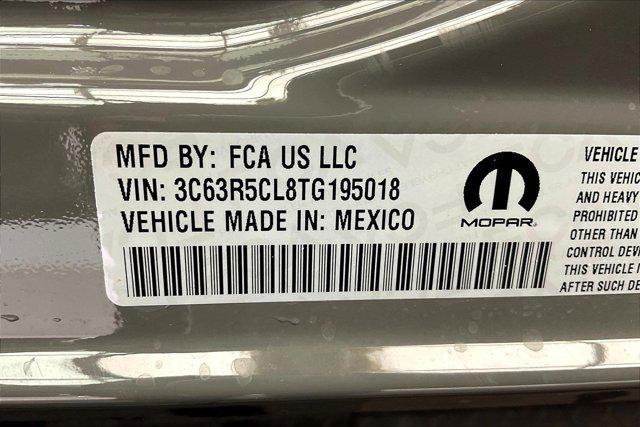 MFD BY: FCA US LLC
VIN: 3C63R5CL8TG195018
VEHICLE MADE IN: MEXICO
MOPAR
VEHICLE
THIS VEHIC
AND HEAVY
PROHIBITED
OTHER THAN
CONTROL DEVI
THIS VEHICLE
AFTER SUCH DE